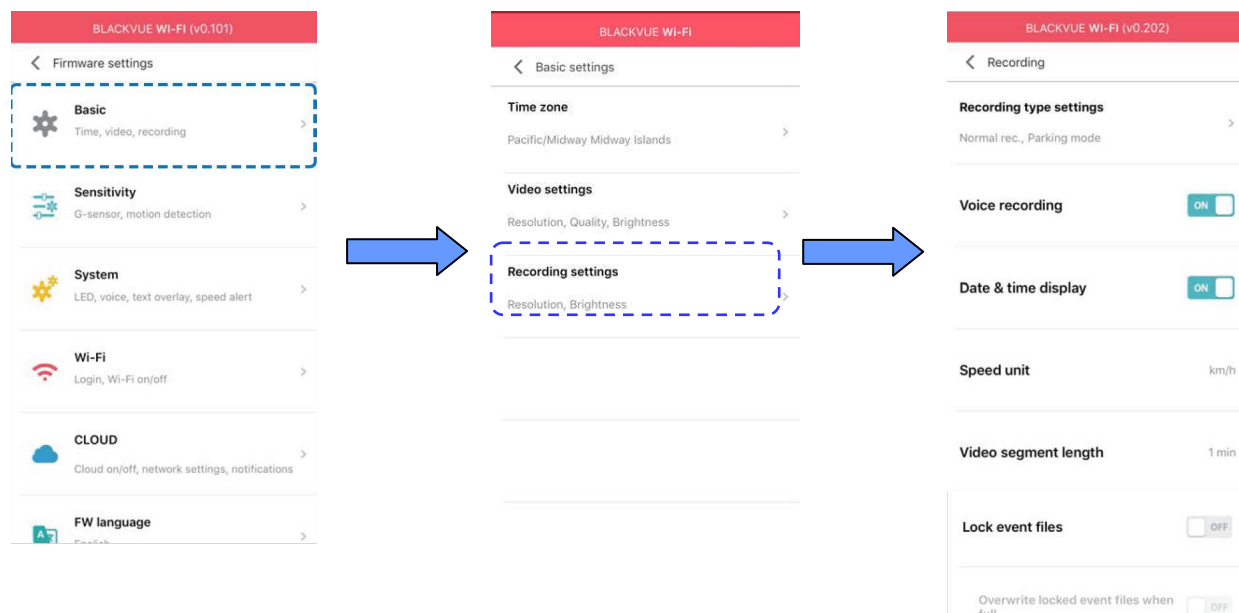 BLACKVUE WI-FI (v0.101)
Firmware settings
Basic
Time, video, recording
Sensitivity
G-sensor, motion detection
System
LED, voice, text overlay, speed alert
Wi-Fi
Login, Wi-Fi on/off
CLOUD
Cloud on/off, network settings, notifications
FW language
English
BLACKVUE Wi-Fi
Basic settings
Time zone
Pacific/Midway Midway Islands
Video settings
Resolution, Quality, Brightness
Recording settings
Resolution, Brightness
BLACKVUE WI-FI (v0.202)
Recording
Recording type settings
Normal rec., Parking mode
Voice recording
ON
Date & time display
ON
Speed unit
km/h
Video segment length
1 min
Lock event files
OFF
Overwrite locked event files when
full
OFF